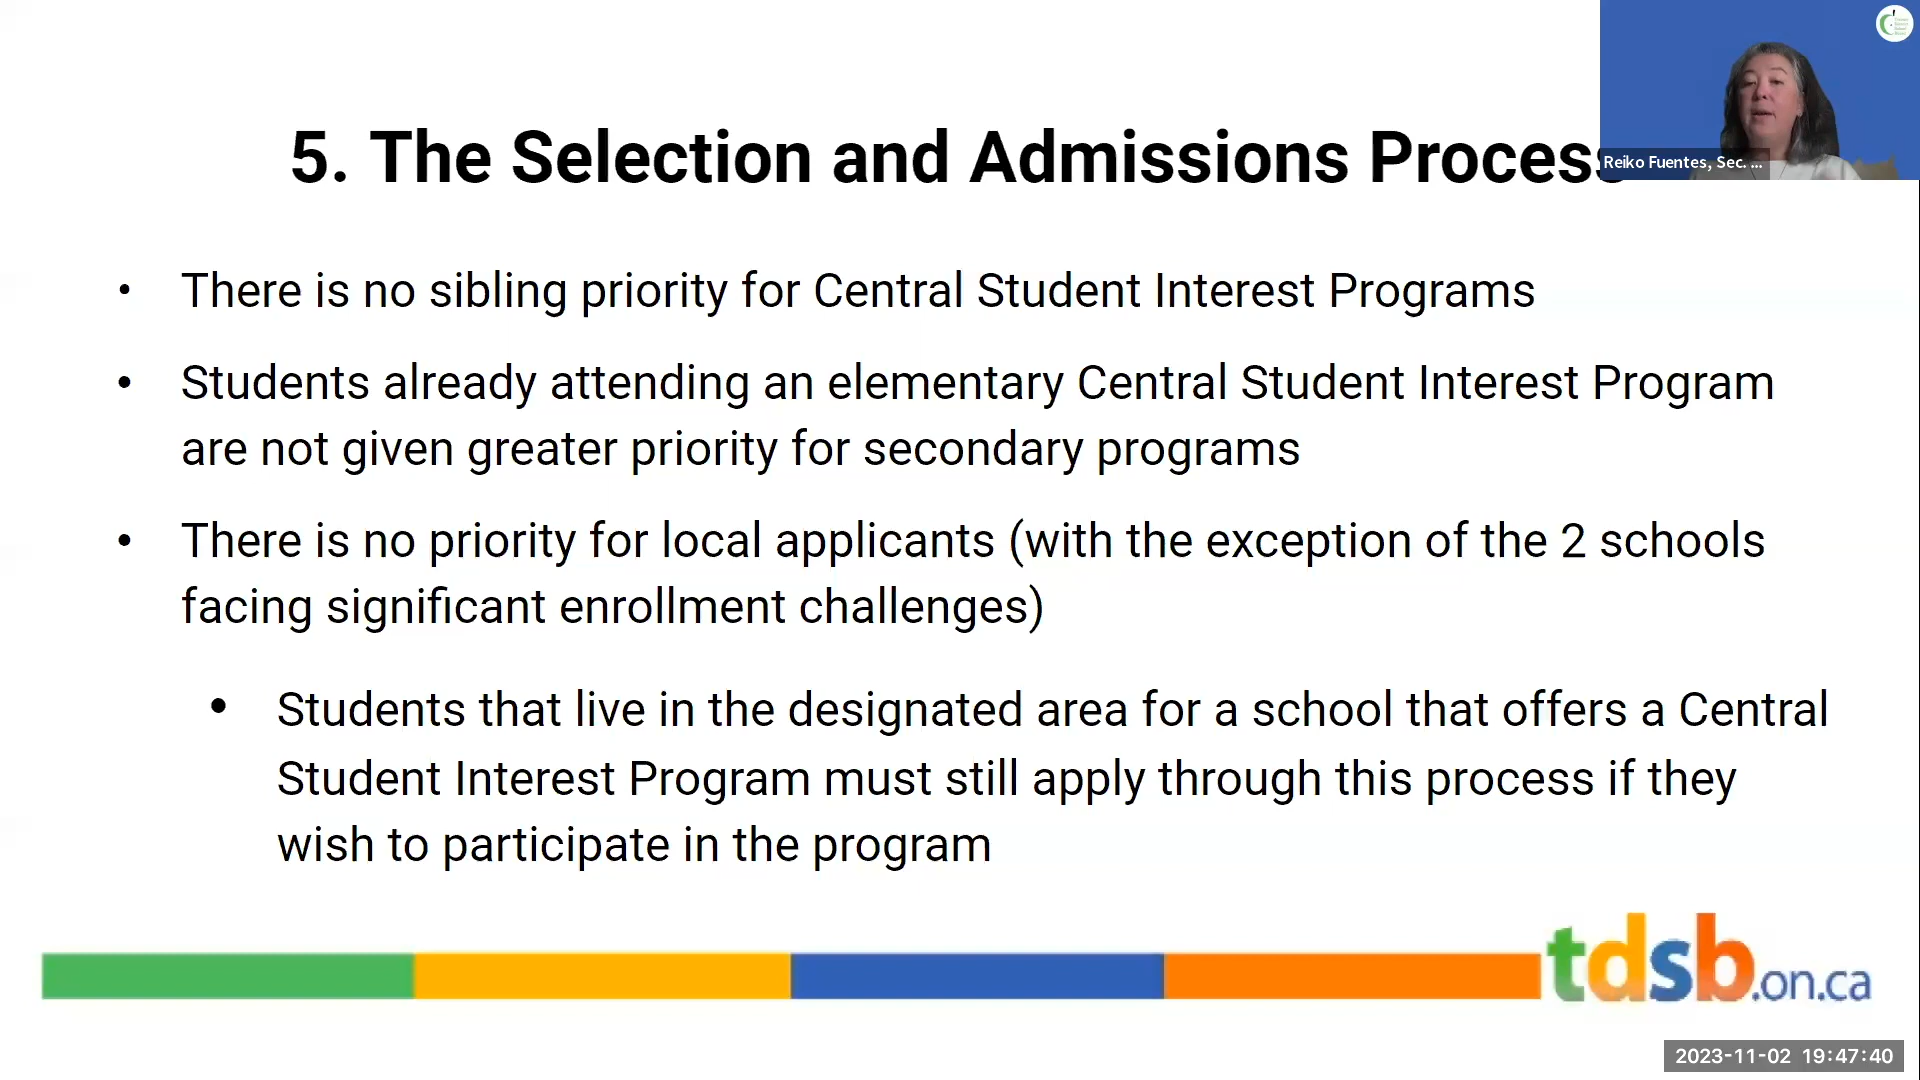 5. The Selection and Admissions Process
Reiko Fuentes, Sec. ...
• There is no sibling priority for Central Student Interest Programs
• Students already attending an elementary Central Student Interest Program
are not given greater priority for secondary programs
• There is no priority for local applicants (with the exception of the 2 schools
facing significant enrollment challenges)
• Students that live in the designated area for a school that offers a Central
Student Interest Program must still apply through this process if they
wish to participate in the program
tdsb.on.ca
2023-11-02 19:47:40